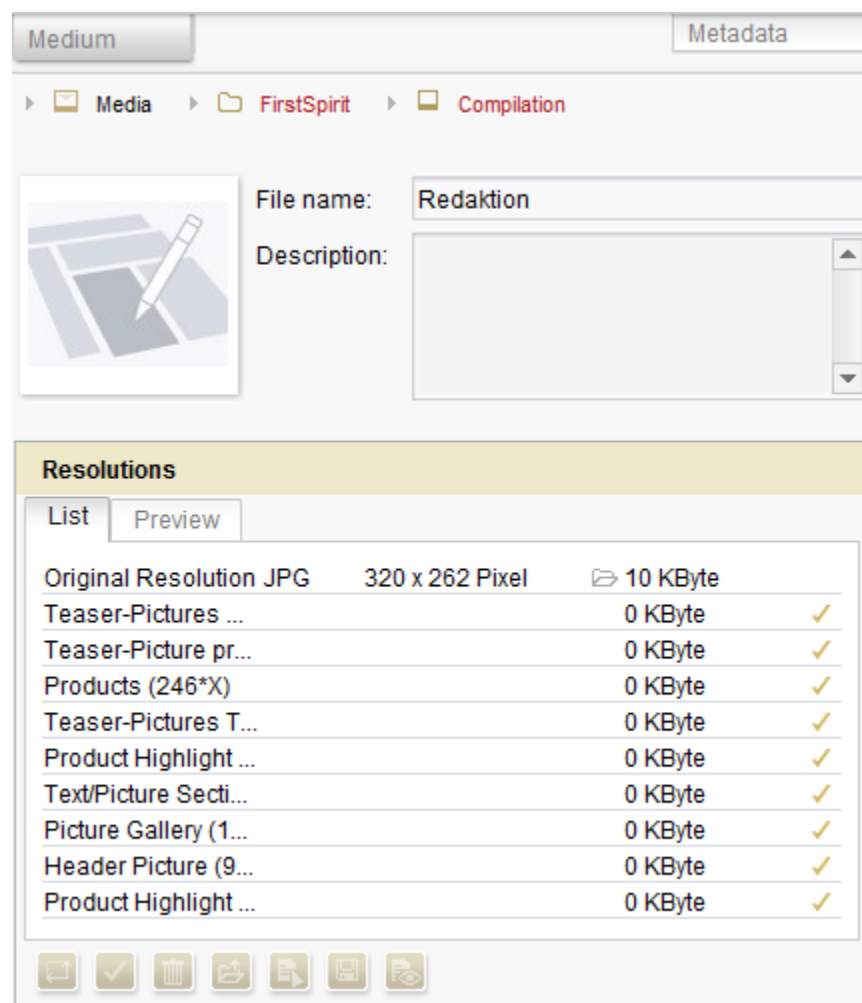 Medium Metadata
Media FirstSpirit Compilation
File name: Redaktion
Description:
Resolutions
List Preview
Original Resolution JPG 320 x 262 Pixel 10 KByte
Teaser-Pictures ... 0 KByte
Teaser-Picture pr... 0 KByte
Products (246*X) 0 KByte
Teaser-Pictures T... 0 KByte
Product Highlight ... 0 KByte
Text/Picture Secti... 0 KByte
Picture Gallery (1... 0 KByte
Header Picture (9... 0 KByte
Product Highlight ... 0 KByte